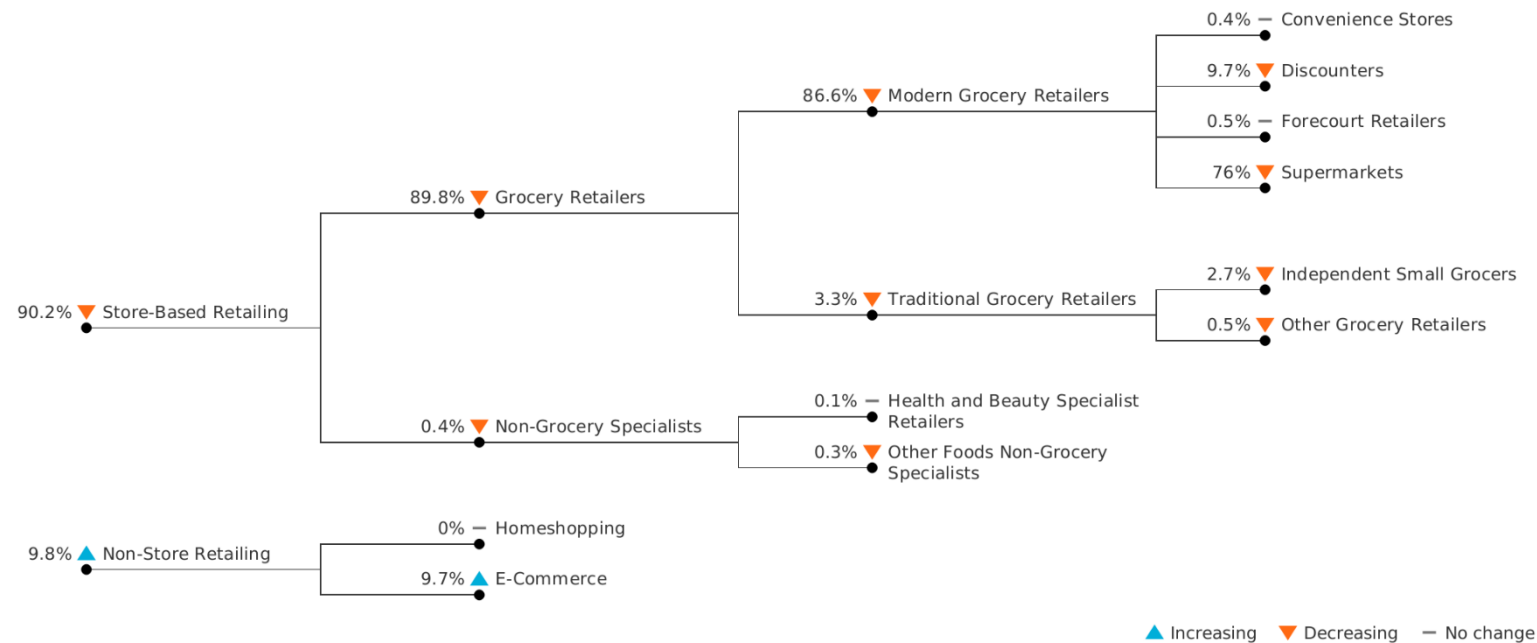 0.4% – Convenience Stores
9.7% Discounters
86.6% Modern Grocery Retailers
0.5% – Forecourt Retailers
76% Supermarkets
89.8% Grocery Retailers
2.7% Independent Small Grocers
3.3% Traditional Grocery Retailers
0.5% Other Grocery Retailers
90.2% Store-Based Retailing
0.1% – Health and Beauty Specialist
Retailers
0.4% Non-Grocery Specialists
0.3% Other Foods Non-Grocery
Specialists
0% – Homeshopping
9.8% Non-Store Retailing
9.7% E-Commerce
Increasing Decreasing – No change